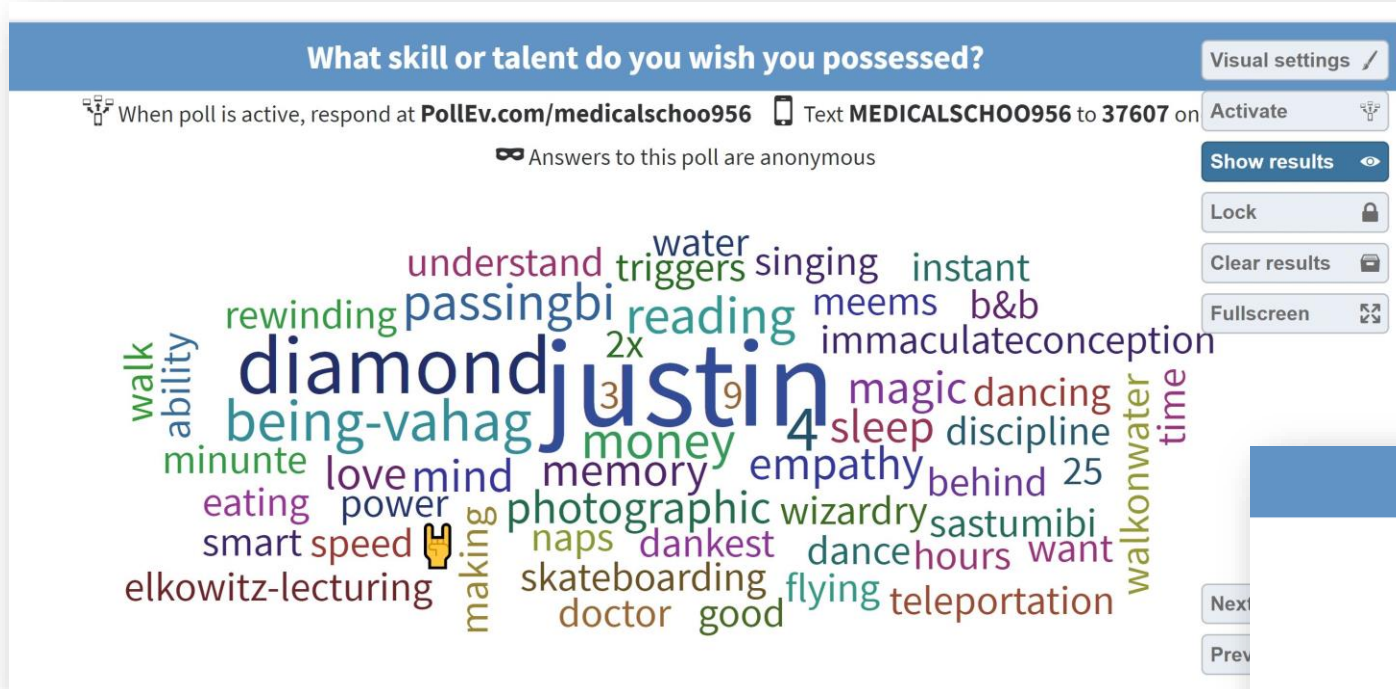 What skill or talent do you wish you possessed?
When poll is active, respond at PollEv.com/medicalschoo956 Text MEDICALSCHOO956 to 37607 on
Answers to this poll are anonymous
Visual settings
Activate
Show results
Lock
Clear results
Fullscreen
water
understand triggers singing instant
rewinding passingbi reading meems b&b
2x immaculateconception
walk ability diamond justin 3 9 magic dancing time
being-vahag money 4 sleep discipline walkonwater
minunte love mind memory empathy behind 25
eating power photographic wizardry sastumibi
smart speed 🤘 making naps dankest dance hours want
elkowitz-lecturing skateboarding flying teleportation
doctor good
Next
Prev